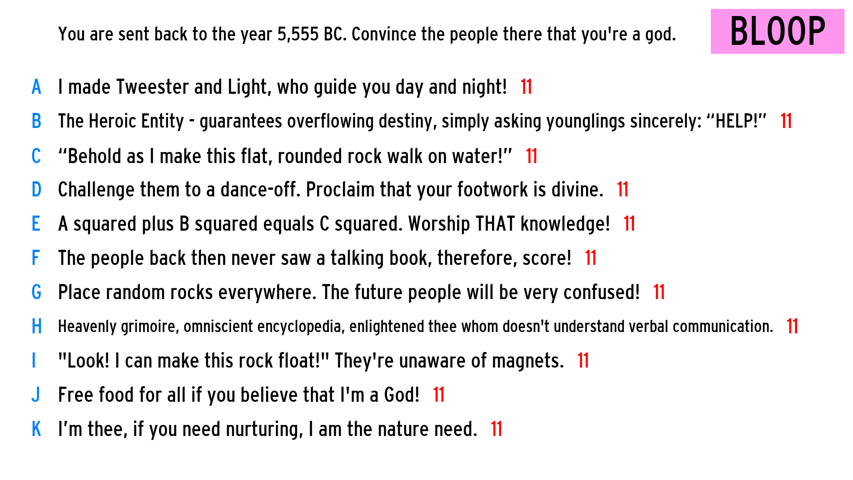 You are sent back to the year 5,555 BC. Convince the people there that you're a god. BLOOP
A I made Tweester and Light, who guide you day and night! 11
B The Heroic Entity - guarantees overflowing destiny, simply asking younglings sincerely: “HELP!” 11
C “Behold as I make this flat, rounded rock walk on water!” 11
D Challenge them to a dance-off. Proclaim that your footwork is divine. 11
E A squared plus B squared equals C squared. Worship THAT knowledge! 11
F The people back then never saw a talking book, therefore, score! 11
G Place random rocks everywhere. The future people will be very confused! 11
H Heavenly grimoire, omniscient encyclopedia, enlightened thee whom doesn't understand verbal communication. 11
I "Look! I can make this rock float!" They're unaware of magnets. 11
J Free food for all if you believe that I'm a God! 11
K I’m thee, if you need nurturing, I am the nature need. 11